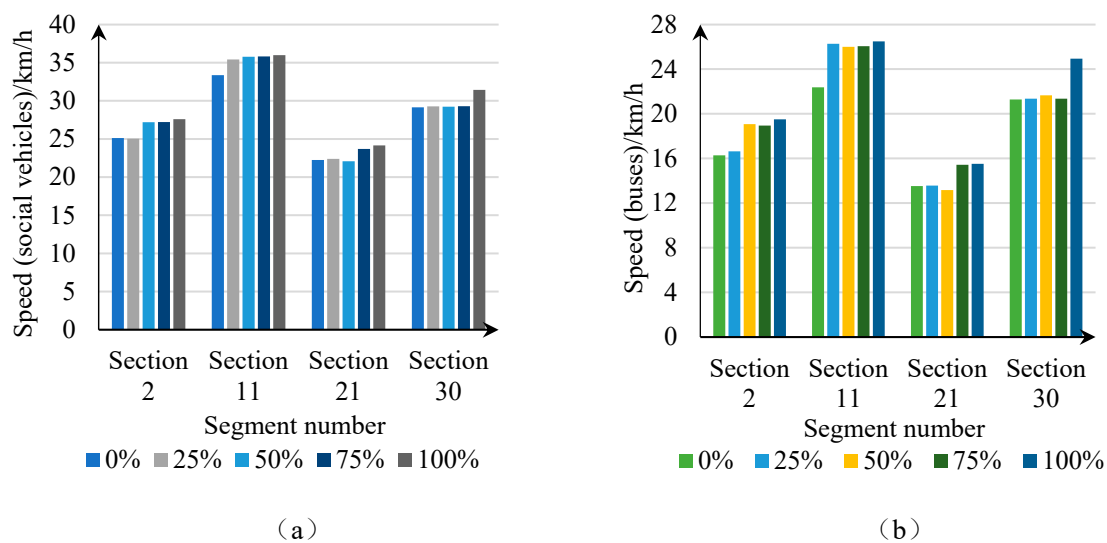 Speed (social vehicles)/km/h
40
35
30
25
20
15
10
5
0
Section 2
Section 11
Section 21
Section 30
Segment number
0% 25% 50% 75% 100%
（a）
Speed (buses)/km/h
28
24
20
16
12
8
4
0
Section 2
Section 11
Section 21
Section 30
Segment number
0% 25% 50% 75% 100%
（b）